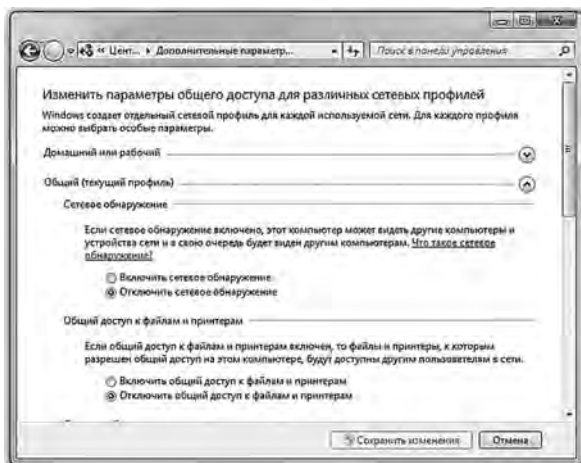 « Цент... ▸ Дополнительные параметр...
Поиск в панели управления
Изменить параметры общего доступа для различных сетевых профилей
Windows создает отдельный сетевой профиль для каждой используемой сети. Для каждого профиля
можно выбрать особые параметры.
Домашний или рабочий
Общий (текущий профиль)
Сетевое обнаружение
Если сетевое обнаружение включено, этот компьютер может видеть другие компьютеры и
устройства сети и в свою очередь будет виден другим компьютерам. Что такое сетевое
обнаружение?
Включить сетевое обнаружение
Отключить сетевое обнаружение
Общий доступ к файлам и принтерам
Если общий доступ к файлам и принтерам включен, то файлы и принтеры, к которым
разрешен общий доступ на этом компьютере, будут доступны другим пользователям в сети.
Включить общий доступ к файлам и принтерам
Отключить общий доступ к файлам и принтерам
Сохранить изменения
Отмена